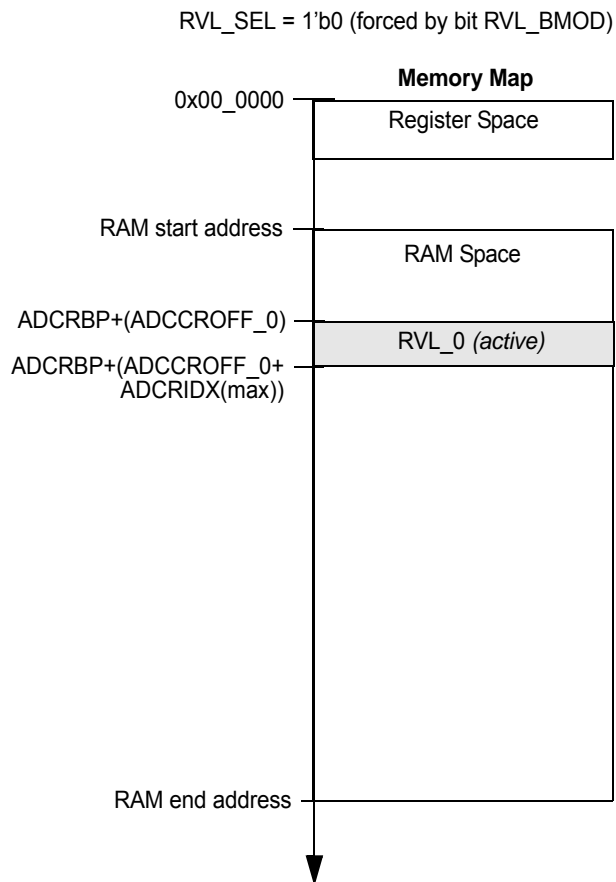 RVL_SEL = 1'b0 (forced by bit RVL_BMOD)
Memory Map
0x00_0000
Register Space
RAM start address
RAM Space
ADCRBP+(ADCCROFF_0)
RVL_0 (active)
ADCRBP+(ADCCROFF_0+
ADCRIDX(max))
RAM end address